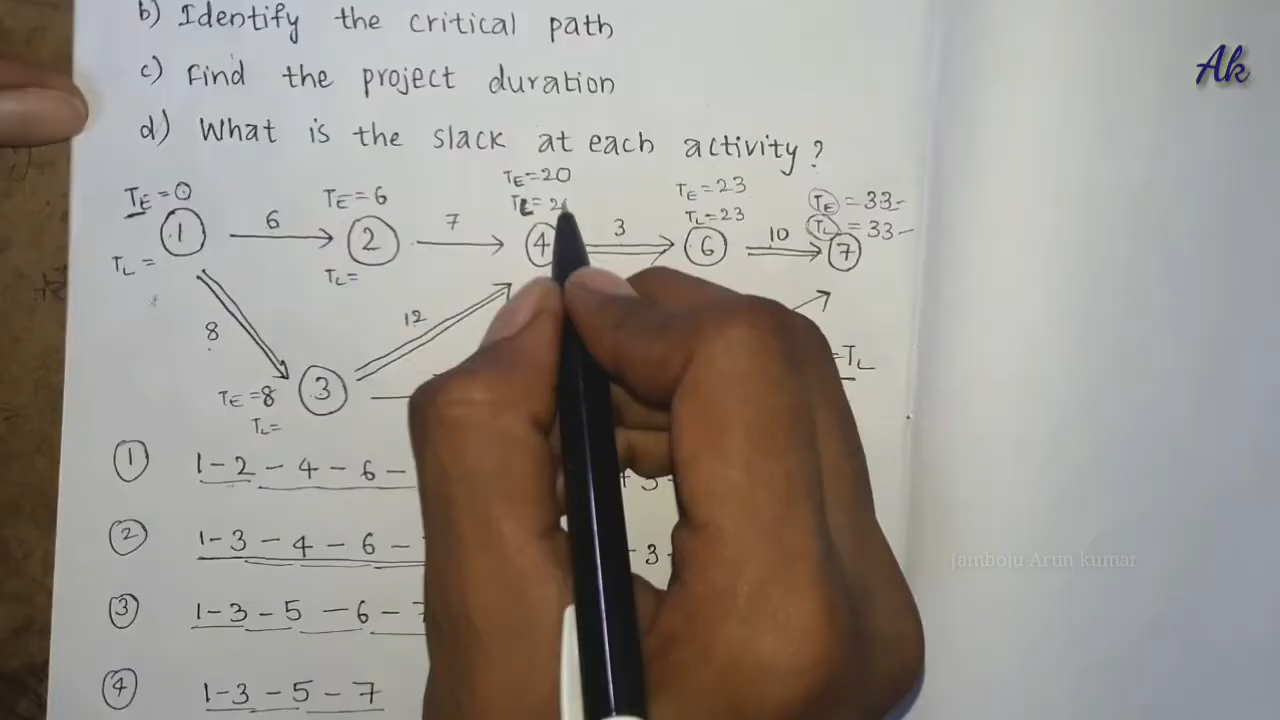 b) Identify the critical path
Ak
c) Find the project duration
d) What is the slack at each activity?
TE=0 TE=6 TE=20 TE=23 TE=33
TL=23 TL=33
1 6 2 7 4 3 6 10 7
TL= TL=
8 12
TE=8 3 =TL
TL=
① 1-2-4-6-
② 1-3-4-6- 3
③ 1-3-5-6-7
④ 1-3-5-7
Jamboju Arun kumar